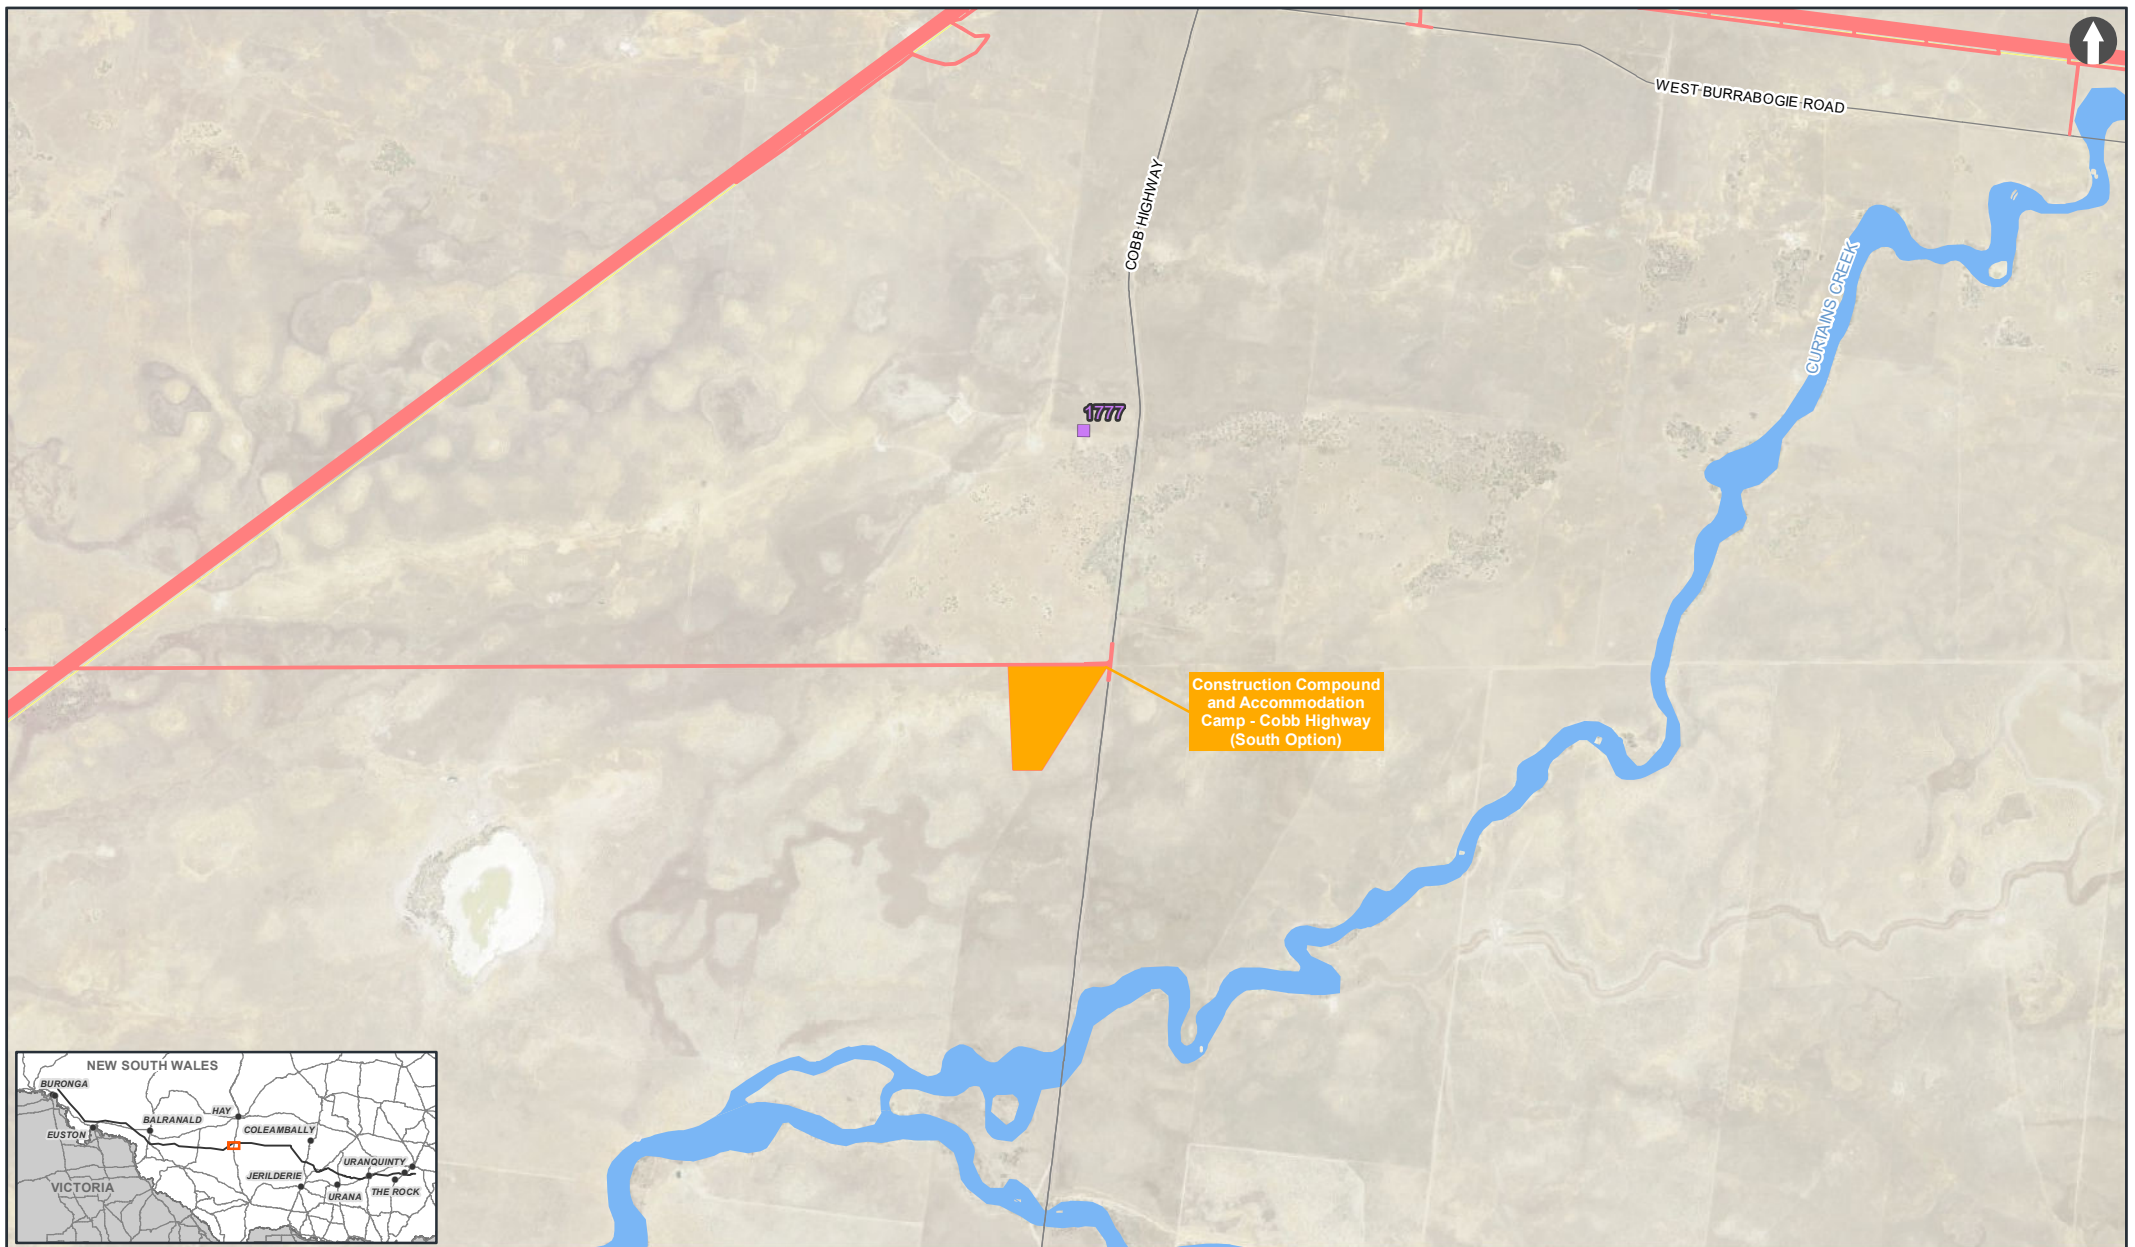 WEST BURRABOGIE ROAD
COBB HIGHWAY
CURTAINS CREEK
1777
Construction Compound
and Accommodation
Camp - Cobb Highway
(South Option)
NEW SOUTH WALES
BURONGA
BALRANALD
HAY
EUSTON
COLEAMBALLY
URANQUINTY
JERILDERIE
VICTORIA
URANA
THE ROCK